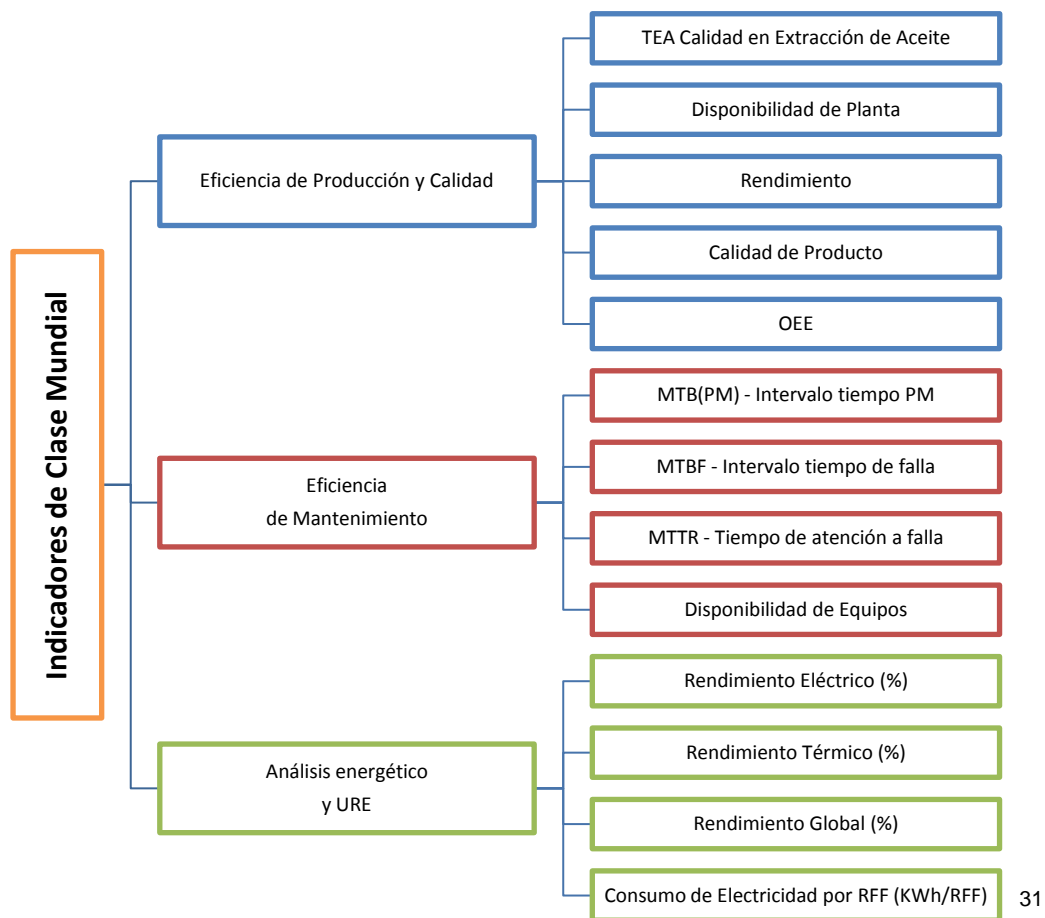 Indicadores de Clase Mundial
Eficiencia de Producción y Calidad
TEA Calidad en Extracción de Aceite
Disponibilidad de Planta
Rendimiento
Calidad de Producto
OEE
Eficiencia
de Mantenimiento
MTB(PM) - Intervalo tiempo PM
MTBF - Intervalo tiempo de falla
MTTR - Tiempo de atención a falla
Disponibilidad de Equipos
Análisis energético
y URE
Rendimiento Eléctrico (%)
Rendimiento Térmico (%)
Rendimiento Global (%)
Consumo de Electricidad por RFF (KWh/RFF)
31